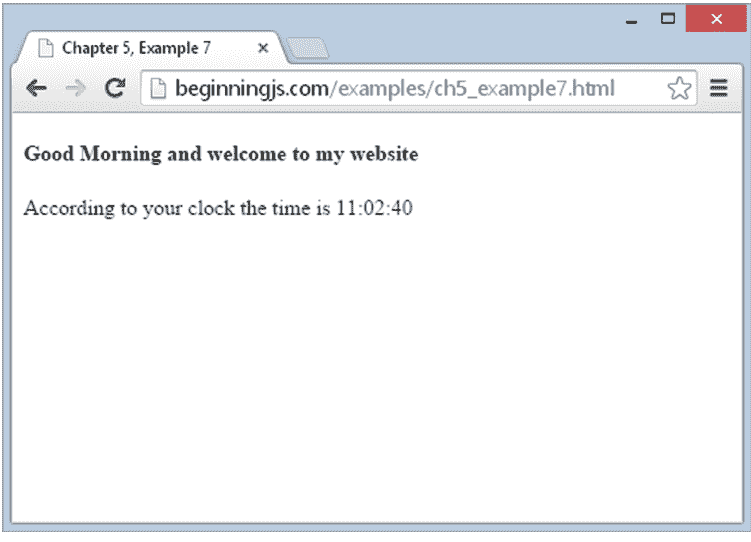 Chapter 5, Example 7
beginningjs.com/examples/ch5_example7.html
Good Morning and welcome to my website
According to your clock the time is 11:02:40